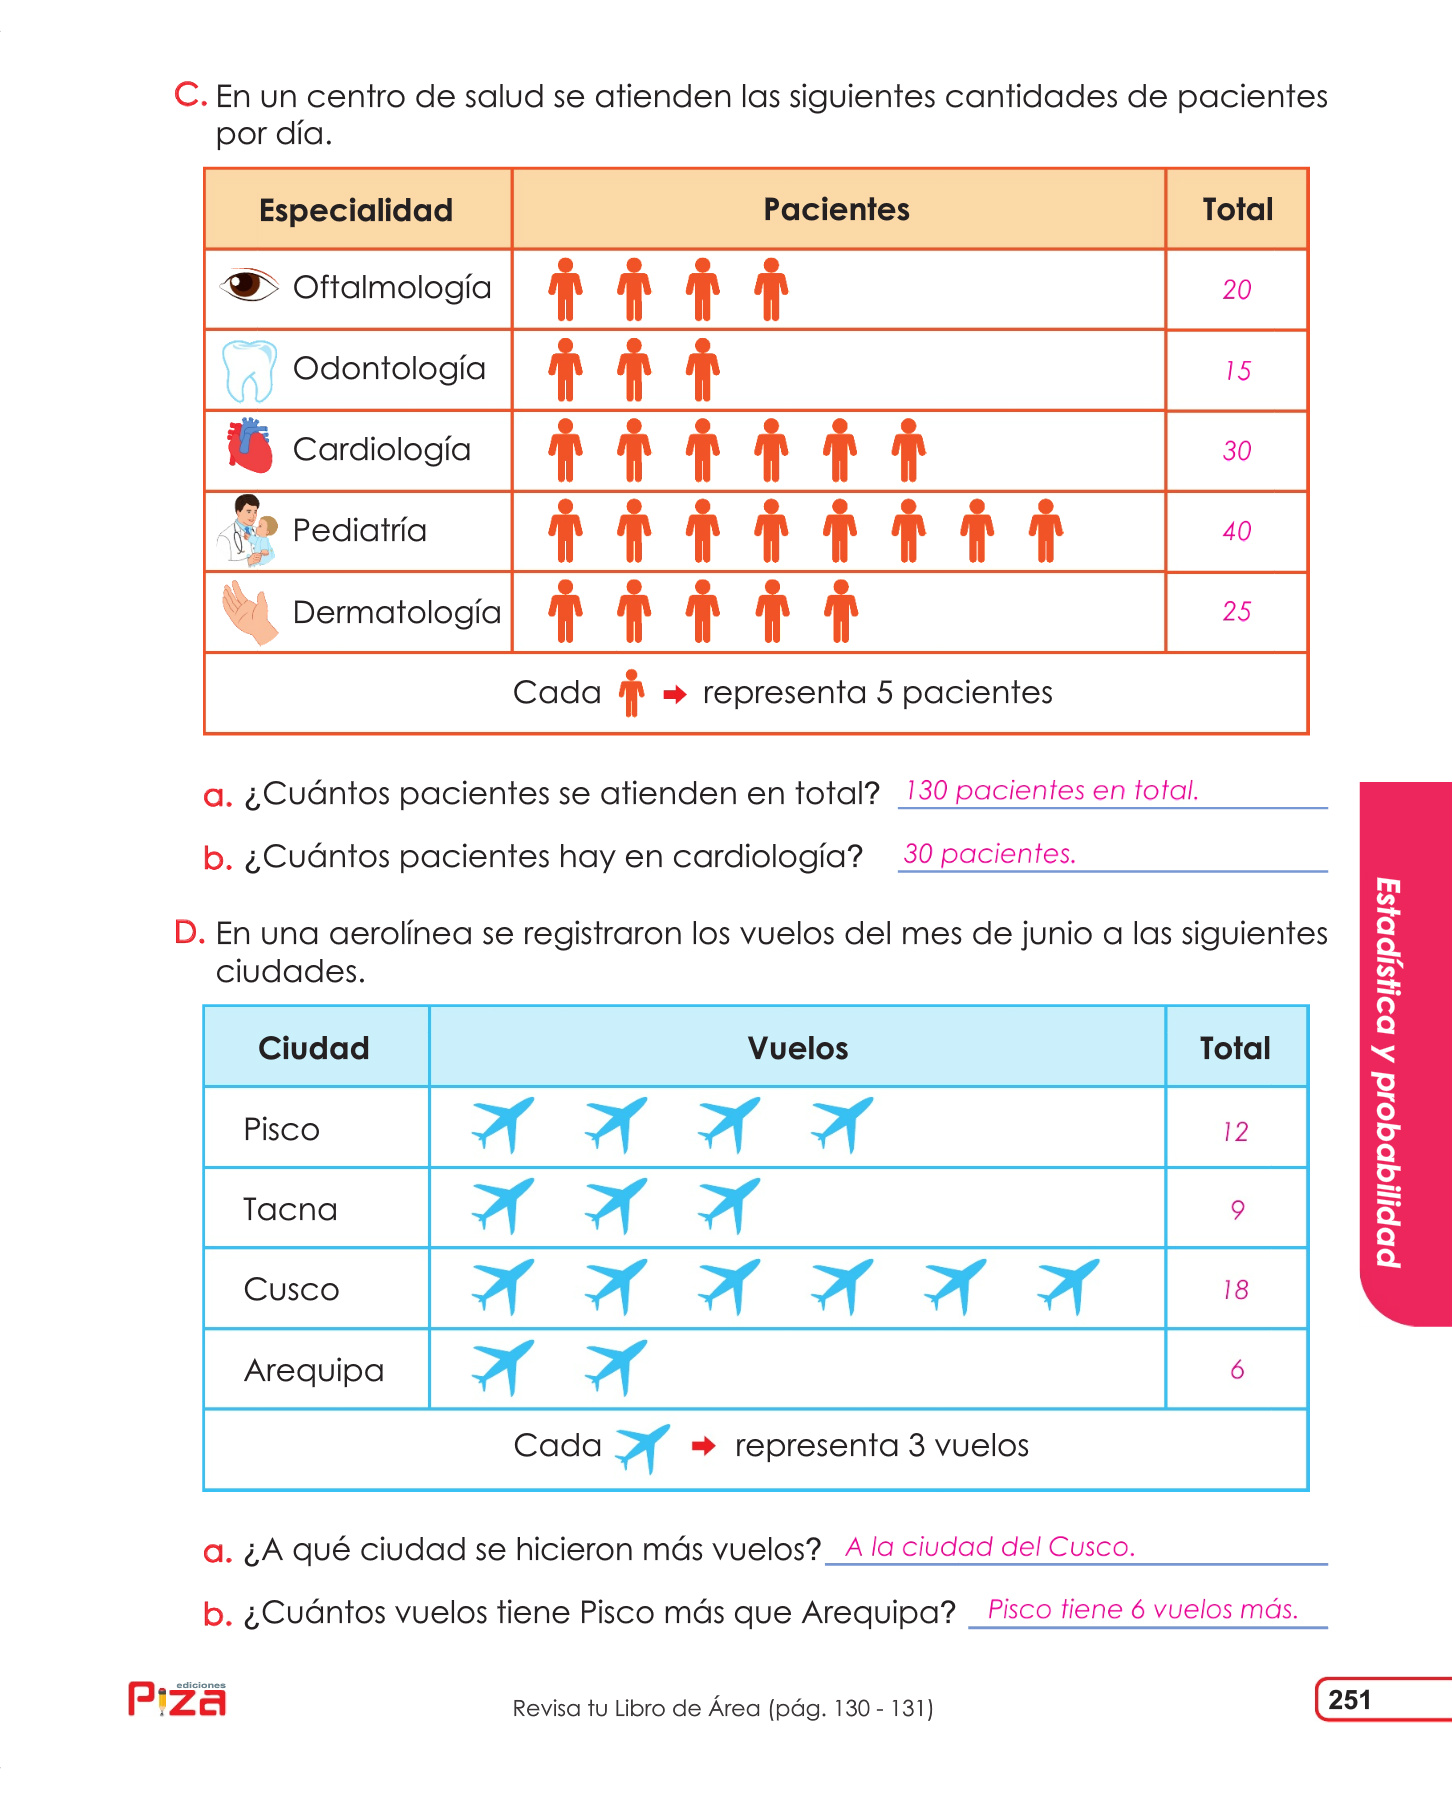 C. En un centro de salud se atienden las siguientes cantidades de pacientes
por día.
Especialidad Pacientes Total
Oftalmología 20
Odontología 15
Cardiología 30
Pediatría 40
Dermatología 25
Cada representa 5 pacientes
a. ¿Cuántos pacientes se atienden en total? 130 pacientes en total.
b. ¿Cuántos pacientes hay en cardiología? 30 pacientes.
D. En una aerolínea se registraron los vuelos del mes de junio a las siguientes
ciudades.
Ciudad Vuelos Total
Pisco 12
Tacna 9
Cusco 18
Arequipa 6
Cada representa 3 vuelos
a. ¿A qué ciudad se hicieron más vuelos? A la ciudad del Cusco.
b. ¿Cuántos vuelos tiene Pisco más que Arequipa? Pisco tiene 6 vuelos más.
Estadística y probabilidad
ediciones
Piza
Revisa tu Libro de Área (pág. 130 - 131)
251